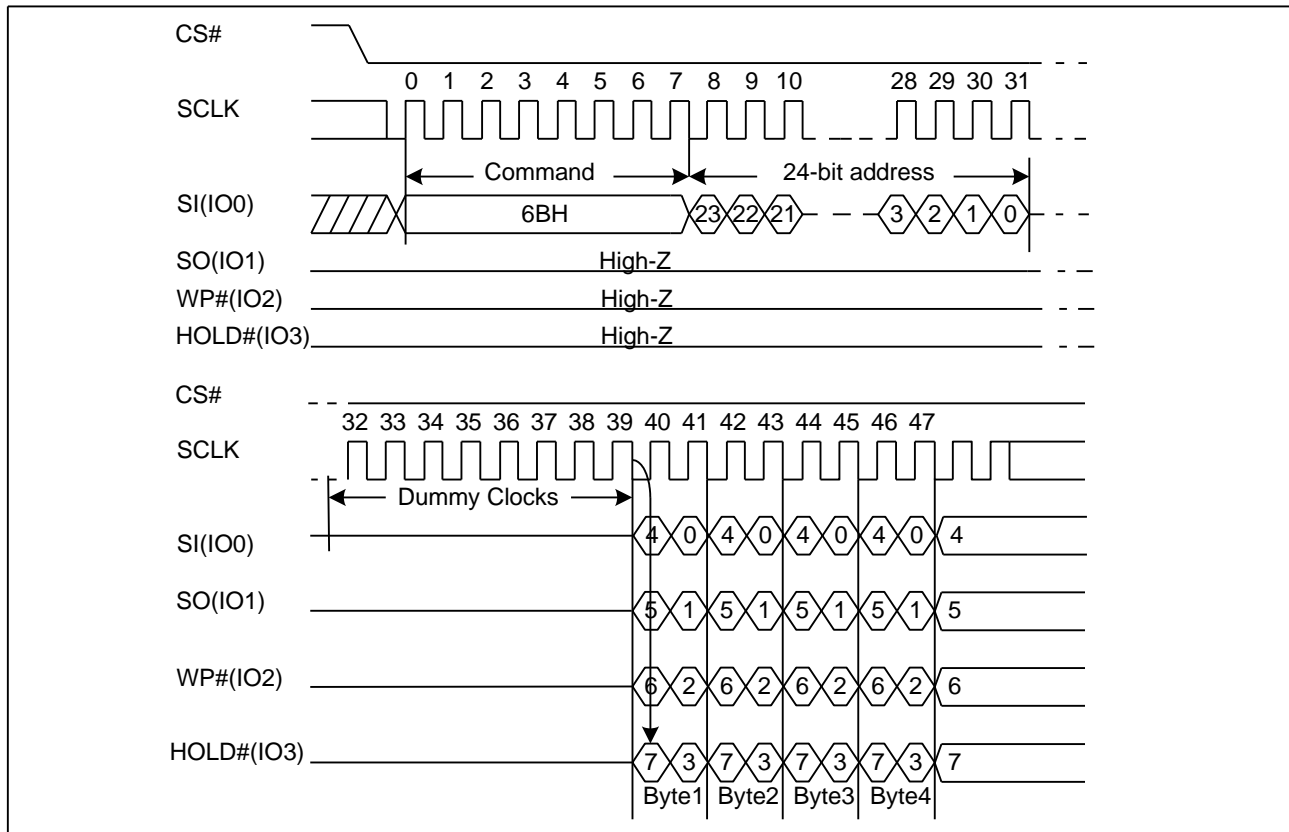 CS#
0 1 2 3 4 5 6 7 8 9 10 28 29 30 31
SCLK
Command 24-bit address
SI(IO0) 6BH 23 22 21 3 2 1 0
SO(IO1) High-Z
WP#(IO2) High-Z
HOLD#(IO3) High-Z
CS#
32 33 34 35 36 37 38 39 40 41 42 43 44 45 46 47
SCLK
Dummy Clocks
SI(IO0) 4 0 4 0 4 0 4 0 4
SO(IO1) 5 1 5 1 5 1 5 1 5
WP#(IO2) 6 2 6 2 6 2 6 2 6
HOLD#(IO3) 7 3 7 3 7 3 7 3 7
Byte1 Byte2 Byte3 Byte4